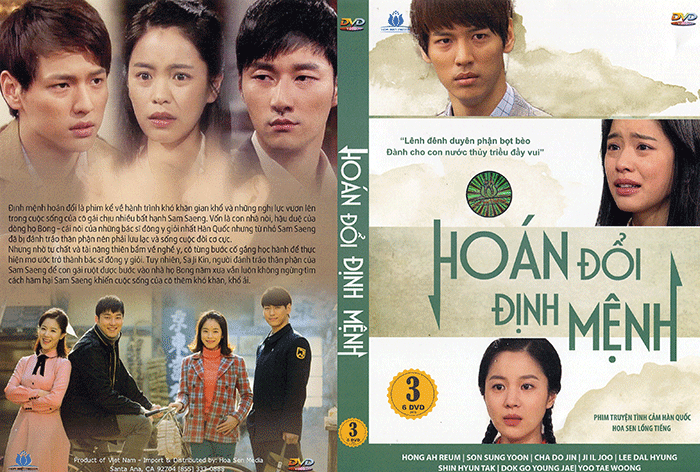 DVD
Định mệnh hoán đổi là phim kể về hành trình khó khăn gian khổ và những nghị lực vươn lên
trong cuộc sống của cô gái chịu nhiều bất hạnh Sam Saeng. Vốn là con nhà nòi, hậu duệ của
dòng họ Bong - cái nôi của những bác sĩ đông y giỏi nhất Hàn Quốc nhưng từ nhỏ Sam Saeng
đã bị đánh tráo thân phận nên phải lưu lạc và sống cuộc đời cơ cực.
Nhưng nhờ tư chất và tài năng thiên bẩm về nghề y, cô từng bước cố gắng học hành để thực
hiện mơ ước trở thành bác sĩ đông y giỏi. Tuy nhiên, Sa Ji Kin, người đánh tráo thân phận của
Sam Saeng để con gái ruột được bước vào nhà họ Bong năm xưa vẫn luôn không ngừng tìm
cách hãm hại Sam Saeng khiến cuộc sống của cô thêm khó khăn, khổ ải.
Product of Viet Nam - Import & Distributed by: Hoa Sen Media
Santa Ana, CA 92704 (855) 333-0889
HOÁN ĐỔI ĐỊNH MỆNH
3
6 DVD
DVD
"Lênh đênh duyên phận bọt bèo
Đành cho con nước thủy triều đẩy vui"
HOÁN ĐỔI
ĐỊNH MỆNH
3
6 DVD
PHIM TRUYỆN TÌNH CẢM HÀN QUỐC
HOA SEN LỒNG TIẾNG
HONG AH REUM | SON SUNG YOON | CHA DO JIN | JI IL JOO | LEE DAL HYUNG
SHIN HYUN TAK | DOK GO YOUNG JAE | YOO TAE WOONG